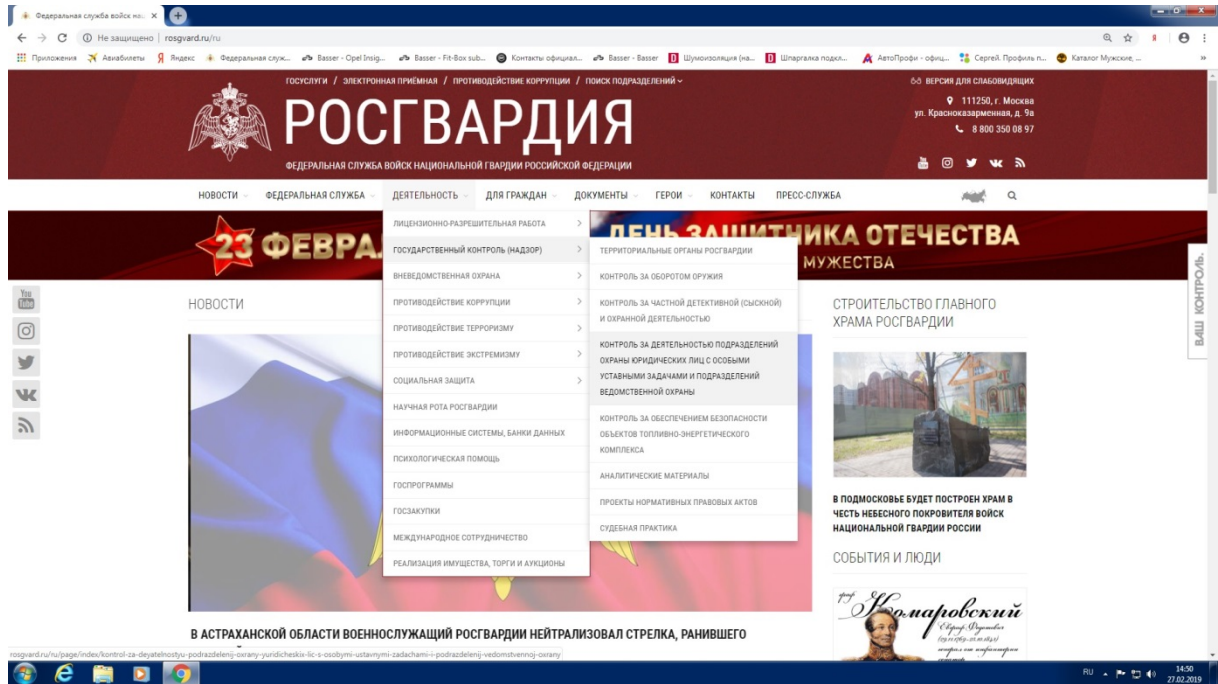 Федеральная служба войск на...
Не защищено | rosgvard.ru/ru
Приложения Авиабилеты Яндекс Федеральная служ... Basser - Opel Insig... Basser - Fit-Box sub... Контакты официал... Basser - Basser Шумоизоляция (на... Шпаргалка подкл... АвтоПрофи - офиц... Сергей. Профиль п... Каталог Мужские, ... »
ГОСУСЛУГИ / ЭЛЕКТРОННАЯ ПРИЁМНАЯ / ПРОТИВОДЕЙСТВИЕ КОРРУПЦИИ / ПОИСК ПОДРАЗДЕЛЕНИЙ
ВЕРСИЯ ДЛЯ СЛАБОВИДЯЩИХ
РОСГВАРДИЯ
ФЕДЕРАЛЬНАЯ СЛУЖБА ВОЙСК НАЦИОНАЛЬНОЙ ГВАРДИИ РОССИЙСКОЙ ФЕДЕРАЦИИ
111250, г. Москва
ул. Красноказарменная, д. 9а
8 800 350 08 97
НОВОСТИ ФЕДЕРАЛЬНАЯ СЛУЖБА ДЕЯТЕЛЬНОСТЬ ДЛЯ ГРАЖДАН ДОКУМЕНТЫ ГЕРОИ КОНТАКТЫ ПРЕСС-СЛУЖБА
23 ФЕВРА
ДЕНЬ ЗАЩИТНИКА ОТЕЧЕСТВА
МУЖЕСТВА
ЛИЦЕНЗИОННО-РАЗРЕШИТЕЛЬНАЯ РАБОТА
ГОСУДАРСТВЕННЫЙ КОНТРОЛЬ (НАДЗОР)
ВНЕВЕДОМСТВЕННАЯ ОХРАНА
ПРОТИВОДЕЙСТВИЕ КОРРУПЦИИ
ПРОТИВОДЕЙСТВИЕ ТЕРРОРИЗМУ
ПРОТИВОДЕЙСТВИЕ ЭКСТРЕМИЗМУ
СОЦИАЛЬНАЯ ЗАЩИТА
НАУЧНАЯ РОТА РОСГВАРДИИ
ИНФОРМАЦИОННЫЕ СИСТЕМЫ, БАНКИ ДАННЫХ
ПСИХОЛОГИЧЕСКАЯ ПОМОЩЬ
ГОСПРОГРАММЫ
ГОСЗАКУПКИ
МЕЖДУНАРОДНОЕ СОТРУДНИЧЕСТВО
РЕАЛИЗАЦИЯ ИМУЩЕСТВА, ТОРГИ И АУКЦИОНЫ
ТЕРРИТОРИАЛЬНЫЕ ОРГАНЫ РОСГВАРДИИ
КОНТРОЛЬ ЗА ОБОРОТОМ ОРУЖИЯ
КОНТРОЛЬ ЗА ЧАСТНОЙ ДЕТЕКТИВНОЙ (СЫСКНОЙ)
И ОХРАННОЙ ДЕЯТЕЛЬНОСТЬЮ
КОНТРОЛЬ ЗА ДЕЯТЕЛЬНОСТЬЮ ПОДРАЗДЕЛЕНИЙ
ОХРАНЫ ЮРИДИЧЕСКИХ ЛИЦ С ОСОБЫМИ
УСТАВНЫМИ ЗАДАЧАМИ И ПОДРАЗДЕЛЕНИЙ
ВЕДОМСТВЕННОЙ ОХРАНЫ
КОНТРОЛЬ ЗА ОБЕСПЕЧЕНИЕМ БЕЗОПАСНОСТИ
ОБЪЕКТОВ ТОПЛИВНО-ЭНЕРГЕТИЧЕСКОГО
КОМПЛЕКСА
АНАЛИТИЧЕСКИЕ МАТЕРИАЛЫ
ПРОЕКТЫ НОРМАТИВНЫХ ПРАВОВЫХ АКТОВ
СУДЕБНАЯ ПРАКТИКА
You
Tube
НОВОСТИ
СТРОИТЕЛЬСТВО ГЛАВНОГО
ХРАМА РОСГВАРДИИ
ВАШ КОНТРОЛЬ.
В ПОДМОСКОВЬЕ БУДЕТ ПОСТРОЕН ХРАМ В
ЧЕСТЬ НЕБЕСНОГО ПОКРОВИТЕЛЯ ВОЙСК
НАЦИОНАЛЬНОЙ ГВАРДИИ РОССИИ
СОБЫТИЯ И ЛЮДИ
граф
Комаровский
В АСТРАХАНСКОЙ ОБЛАСТИ ВОЕННОСЛУЖАЩИЙ РОСГВАРДИИ НЕЙТРАЛИЗОВАЛ СТРЕЛКА, РАНИВШЕГО
rosgvard.ru/ru/page/index/kontrol-za-deyatelnostyu-podrazdelenij-oxrany-yuridicheskix-lic-s-osobymi-ustavnymi-zadachami-i-podrazdelenij-vedomstvennoj-oxrany
RU
14:50
27.02.2019